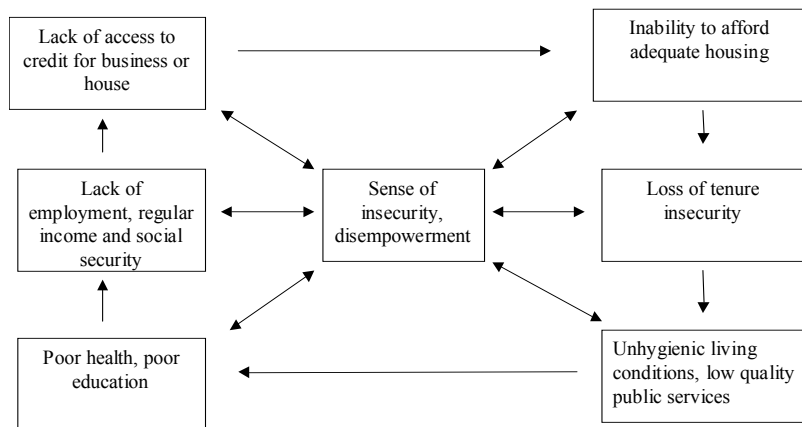 Lack of access to
credit for business or
house
Inability to afford
adequate housing
Lack of
employment, regular
income and social
security
Sense of
insecurity,
disempowerment
Loss of tenure
insecurity
Poor health, poor
education
Unhygienic living
conditions, low quality
public services